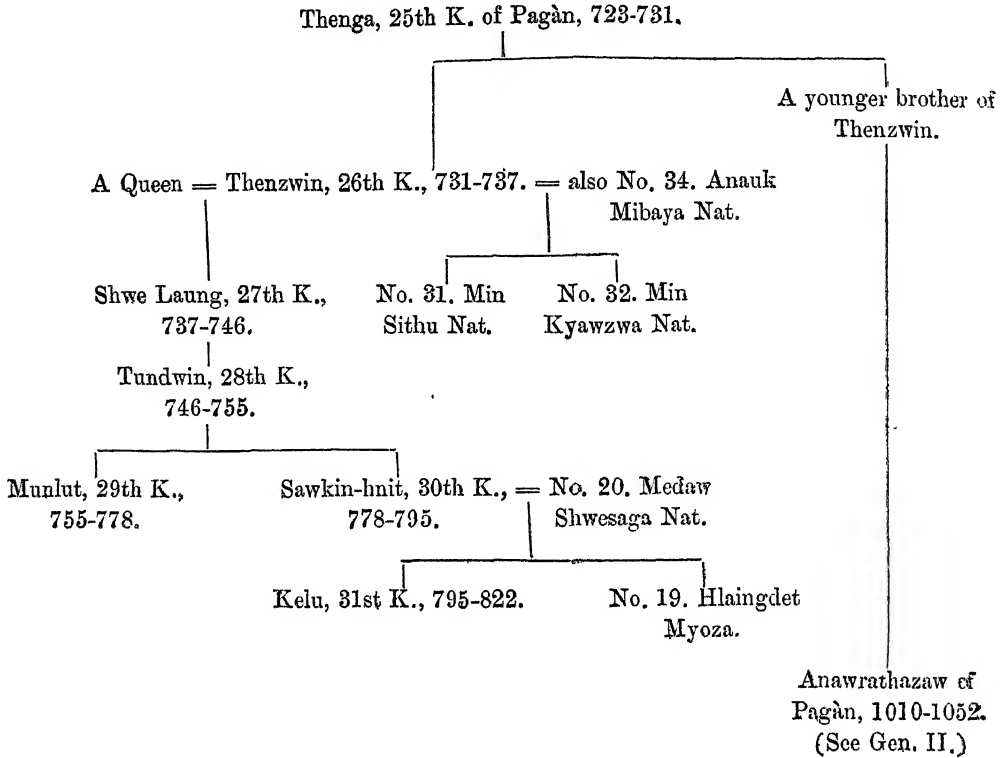 Thenga, 25th K. of Pagàn, 723-731.
A younger brother of
Thenzwin.
A Queen = Thenzwin, 26th K., 731-737. = also No. 34. Anauk
Mibaya Nat.
Shwe Laung, 27th K.,
737-746.
No. 31. Min
Sithu Nat.
No. 32. Min
Kyawzwa Nat.
Tundwin, 28th K.,
746-755.
Munlut, 29th K.,
755-778.
Sawkin-hnit, 30th K., = No. 20. Medaw
778-795.
Shwesaga Nat.
Kelu, 31st K., 795-822.
No. 19. Hlaingdet
Myoza.
Anawrathazaw of
Pagàn, 1010-1052.
(See Gen. II.)